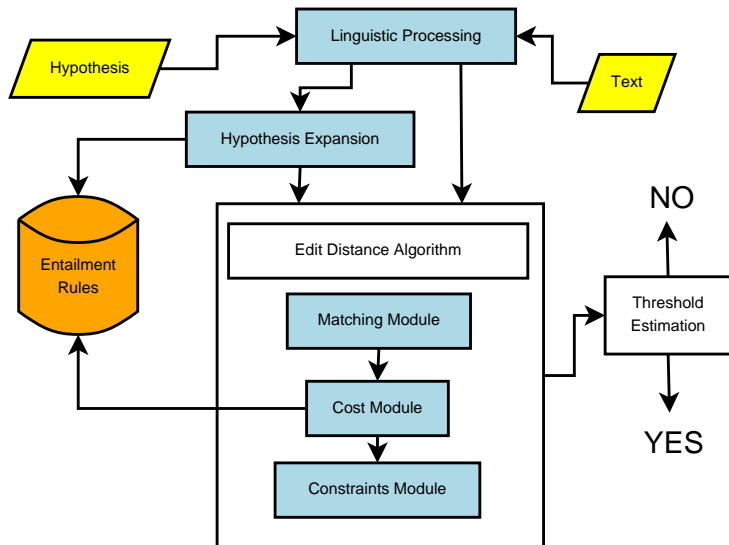 Linguistic Processing
Hypothesis
Text
Hypothesis Expansion
NO
Edit Distance Algorithm
Entailment
Rules
Threshold
Estimation
Matching Module
Cost Module
YES
Constraints Module